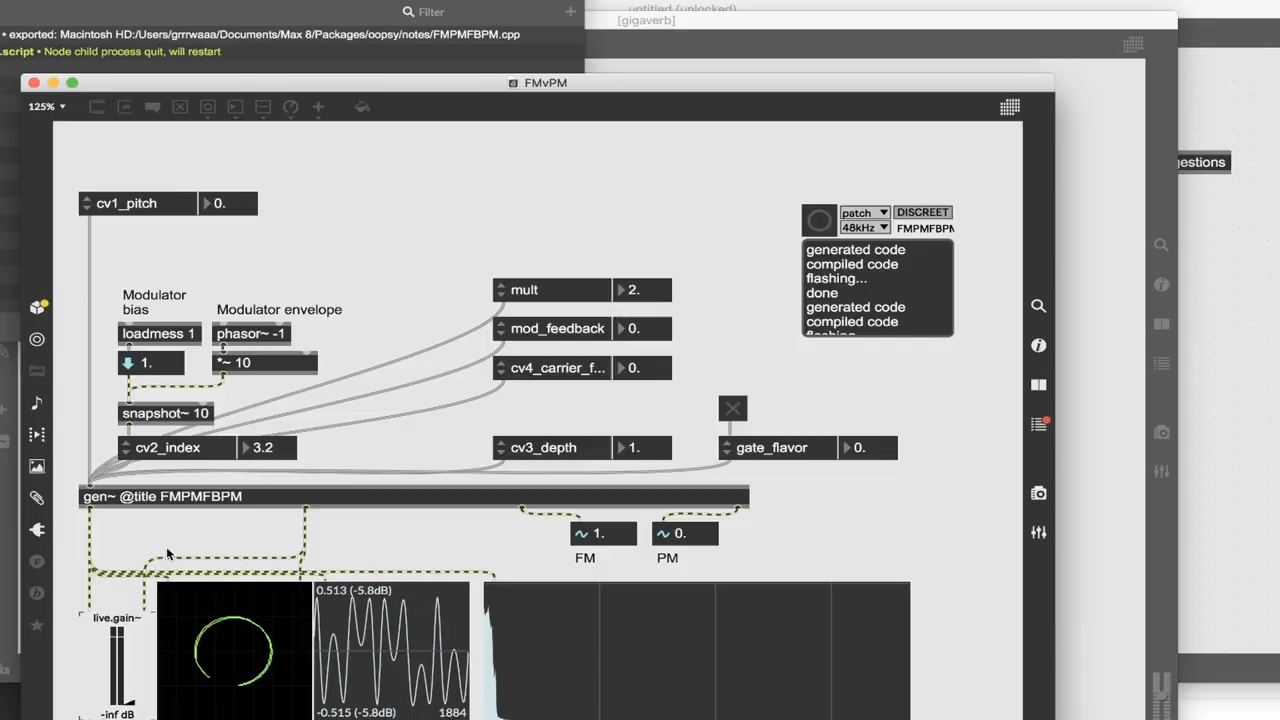 Filter
untitled (unlocked)
[gigaverb]
• exported: Macintosh HD:/Users/grrrwaaa/Documents/Max 8/Packages/oopsy/notes/FMPMFBPM.cpp
.script • Node child process quit, will restart
FMvPM
125%
estions
cv1_pitch 0.
patch DISCREET
48kHz FMPMFBPM
generated code
compiled code
flashing...
done
generated code
compiled code
flashing
Modulator
bias
Modulator envelope
loadmess 1
phasor~ -1
1.
*~ 10
snapshot~ 10
cv2_index 3.2
mult 2.
mod_feedback 0.
cv4_carrier_f... 0.
cv3_depth 1.
gate_flavor 0.
gen~ @title FMPMFBPM
1.
0.
FM
PM
live.gain~
-inf dB
0.513 (-5.8dB)
-0.515 (-5.8dB) 1884